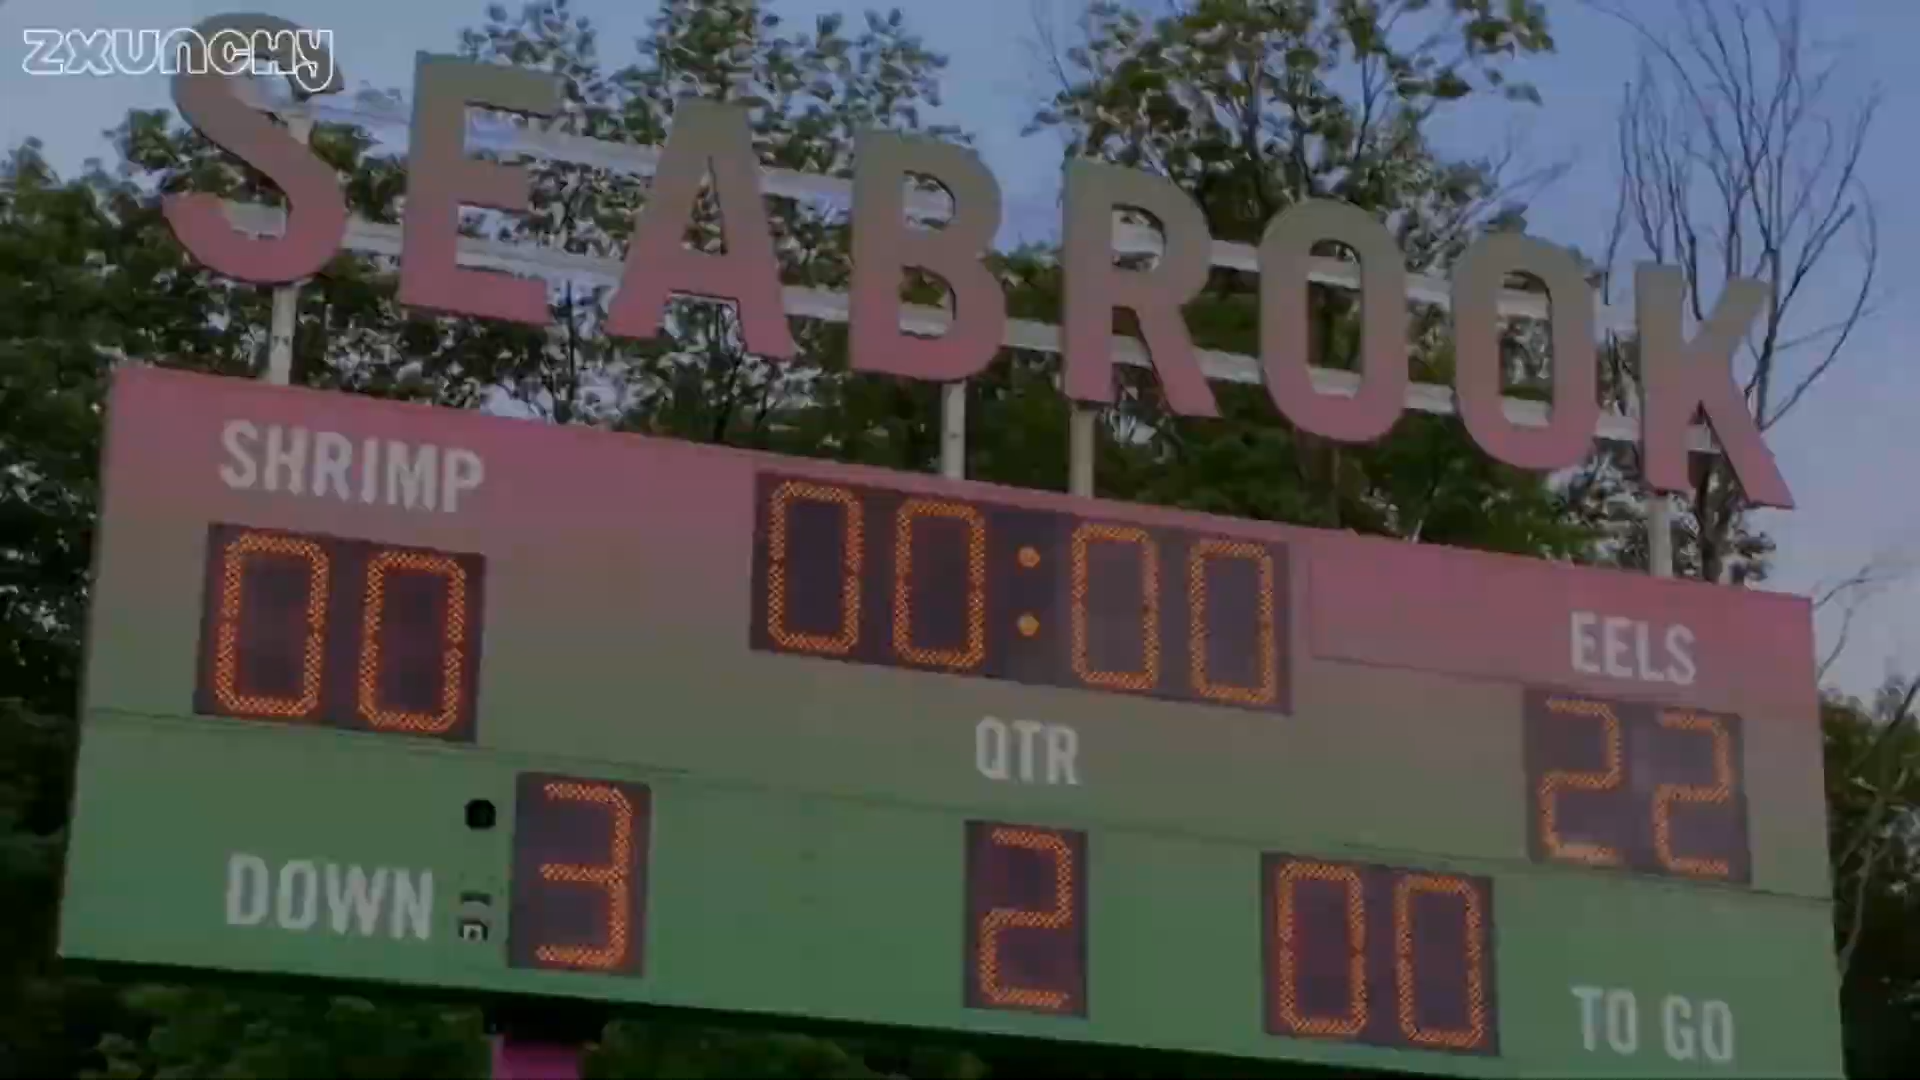 zxunchy
SEABROOK
SHRIMP
EELS
00
00:00
22
QTR
DOWN
3
2
00
TO GO